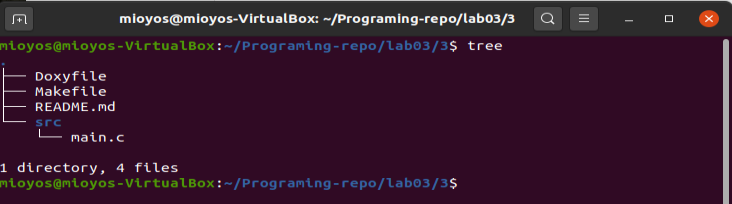 mioyos@mioyos-VirtualBox: ~/Programing-repo/lab03/3
mioyos@mioyos-VirtualBox:~/Programing-repo/lab03/3$ tree
.
├── Doxyfile
├── Makefile
├── README.md
└── src
    └── main.c

1 directory, 4 files
mioyos@mioyos-VirtualBox:~/Programing-repo/lab03/3$